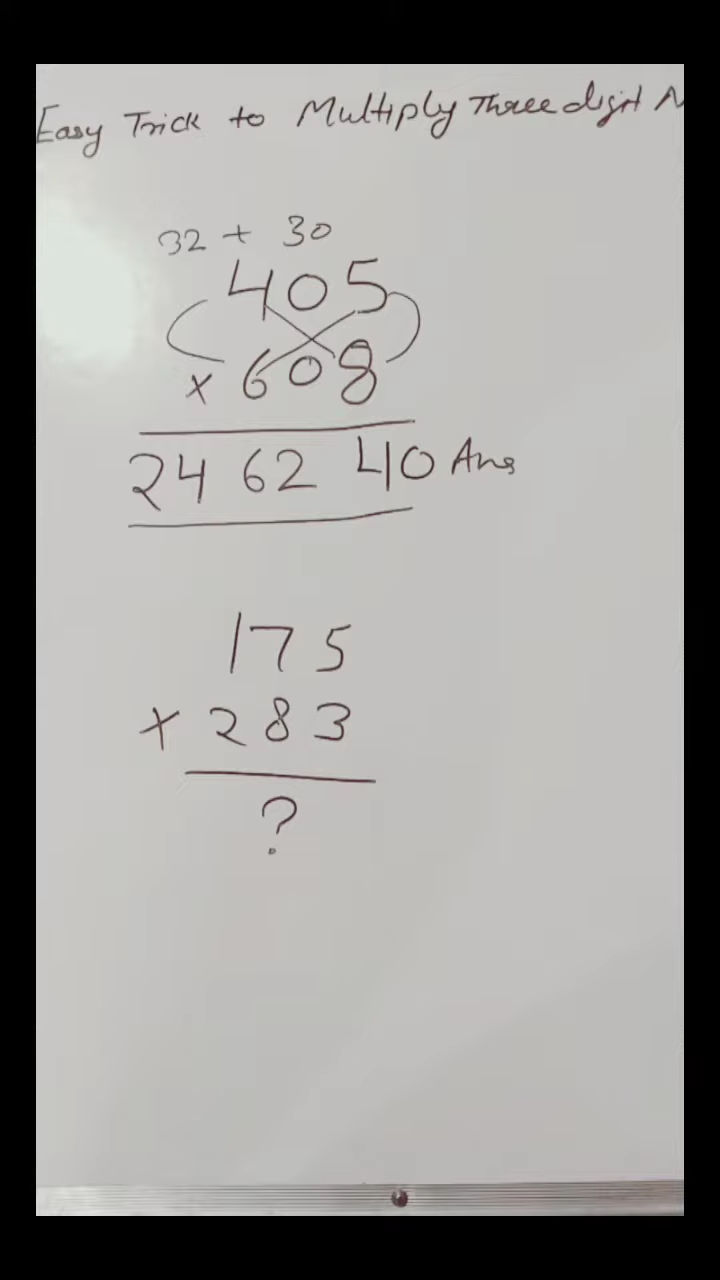 Easy Trick to Multiply Three digit N
32 + 30
405
× 608
24 62 40 Ans
175
× 283
?